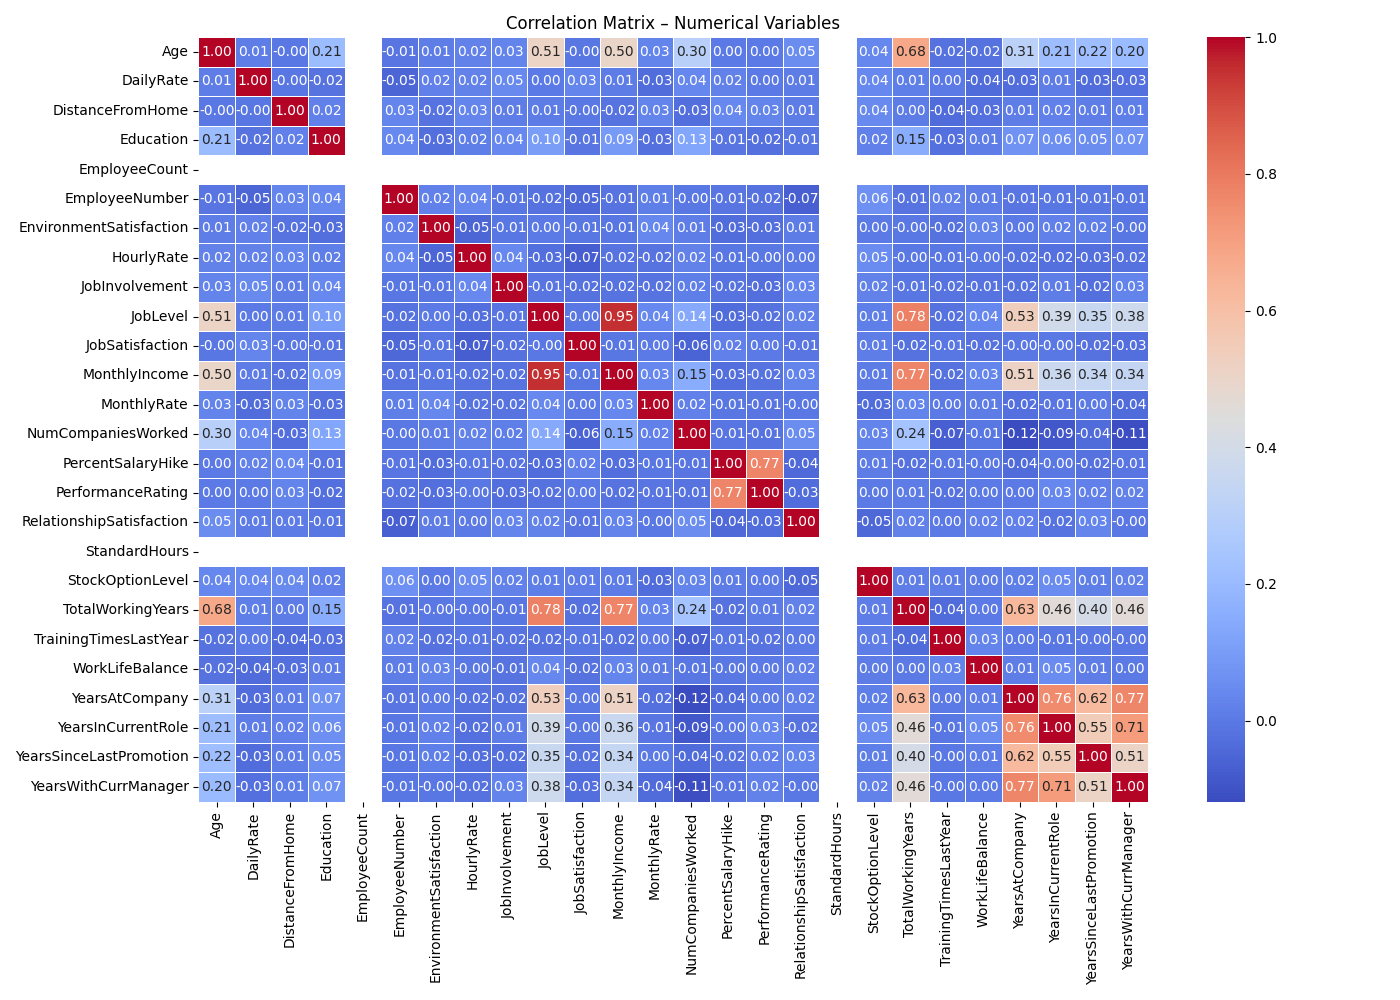 Correlation Matrix – Numerical Variables
Age 1.00 0.01 -0.00 0.21 -0.01 0.01 0.02 0.03 0.51 -0.00 0.50 0.03 0.30 0.00 0.00 0.05 0.04 0.68 -0.02 -0.02 0.31 0.21 0.22 0.20
DailyRate 0.01 1.00 -0.00 -0.02 -0.05 0.02 0.02 0.05 0.00 0.03 0.01 -0.03 0.04 0.02 0.00 0.01 0.04 0.01 0.00 -0.04 -0.03 0.01 -0.03 -0.03
DistanceFromHome -0.00 -0.00 1.00 0.02 0.03 -0.02 0.03 0.01 0.01 -0.00 -0.02 0.03 -0.03 0.04 0.03 0.01 0.04 0.00 -0.04 -0.03 0.01 0.02 0.01 0.01
Education 0.21 -0.02 0.02 1.00 0.04 -0.03 0.02 0.04 0.10 -0.01 0.09 -0.03 0.13 -0.01 -0.02 -0.01 0.02 0.15 -0.03 0.01 0.07 0.06 0.05 0.07
EmployeeCount
EmployeeNumber -0.01 -0.05 0.03 0.04 1.00 0.02 0.04 -0.01 -0.02 -0.05 -0.01 0.01 -0.00 -0.01 -0.02 -0.07 0.06 -0.01 0.02 0.01 -0.01 -0.01 -0.01 -0.01
EnvironmentSatisfaction 0.01 0.02 -0.02 -0.03 0.02 1.00 -0.05 -0.01 0.00 -0.01 -0.01 0.04 0.01 -0.03 -0.03 0.01 0.00 -0.00 -0.02 0.03 0.00 0.02 0.02 -0.00
HourlyRate 0.02 0.02 0.03 0.02 0.04 -0.05 1.00 0.04 -0.03 -0.07 -0.02 -0.02 0.02 -0.01 -0.00 0.00 0.05 -0.00 -0.01 -0.00 -0.02 -0.02 -0.03 -0.02
JobInvolvement 0.03 0.05 0.01 0.04 -0.01 -0.01 0.04 1.00 -0.01 -0.02 -0.02 -0.02 0.02 -0.02 -0.03 0.03 0.02 -0.01 -0.02 -0.01 -0.02 0.01 -0.02 0.03
JobLevel 0.51 0.00 0.01 0.10 -0.02 0.00 -0.03 -0.01 1.00 -0.00 0.95 0.04 0.14 -0.03 -0.02 0.02 0.01 0.78 -0.02 0.04 0.53 0.39 0.35 0.38
JobSatisfaction -0.00 0.03 -0.00 -0.01 -0.05 -0.01 -0.07 -0.02 -0.00 1.00 -0.01 0.00 -0.06 0.02 0.00 -0.01 0.01 -0.02 -0.01 -0.02 -0.00 -0.00 -0.02 -0.03
MonthlyIncome 0.50 0.01 -0.02 0.09 -0.01 -0.01 -0.02 -0.02 0.95 -0.01 1.00 0.03 0.15 -0.03 -0.02 0.03 0.01 0.77 -0.02 0.03 0.51 0.36 0.34 0.34
MonthlyRate 0.03 -0.03 0.03 -0.03 0.01 0.04 -0.02 -0.02 0.04 0.00 0.03 1.00 0.02 -0.01 -0.01 -0.00 -0.03 0.03 0.00 0.01 -0.02 -0.01 0.00 -0.04
NumCompaniesWorked 0.30 0.04 -0.03 0.13 -0.00 0.01 0.02 0.02 0.14 -0.06 0.15 0.02 1.00 -0.01 -0.01 0.05 0.03 0.24 -0.07 -0.01 -0.12 -0.09 -0.04 -0.11
PercentSalaryHike 0.00 0.02 0.04 -0.01 -0.01 -0.03 -0.01 -0.02 -0.03 0.02 -0.03 -0.01 -0.01 1.00 0.77 -0.04 0.01 -0.02 -0.01 -0.00 -0.04 -0.00 -0.02 -0.01
PerformanceRating 0.00 0.00 0.03 -0.02 -0.02 -0.03 -0.00 -0.03 -0.02 0.00 -0.02 -0.01 -0.01 0.77 1.00 -0.03 0.00 0.01 -0.02 0.00 0.00 0.03 0.02 0.02
RelationshipSatisfaction 0.05 0.01 0.01 -0.01 -0.07 0.01 0.00 0.03 0.02 -0.01 0.03 -0.00 0.05 -0.04 -0.03 1.00 -0.05 0.02 0.00 0.02 0.02 -0.02 0.03 -0.00
StandardHours
StockOptionLevel 0.04 0.04 0.04 0.02 0.06 0.00 0.05 0.02 0.01 0.01 0.01 -0.03 0.03 0.01 0.00 -0.05 1.00 0.01 0.01 0.00 0.02 0.05 0.01 0.02
TotalWorkingYears 0.68 0.01 0.00 0.15 -0.01 -0.00 -0.00 -0.01 0.78 -0.02 0.77 0.03 0.24 -0.02 0.01 0.02 0.01 1.00 -0.04 0.00 0.63 0.46 0.40 0.46
TrainingTimesLastYear -0.02 0.00 -0.04 -0.03 0.02 -0.02 -0.01 -0.02 -0.02 -0.01 -0.02 0.00 -0.07 -0.01 -0.02 0.00 0.01 -0.04 1.00 0.03 0.00 -0.01 -0.00 -0.00
WorkLifeBalance -0.02 -0.04 -0.03 0.01 0.01 0.03 -0.00 -0.01 0.04 -0.02 0.03 0.01 -0.01 -0.00 0.00 0.02 0.00 0.00 0.03 1.00 0.01 0.05 0.01 0.00
YearsAtCompany 0.31 -0.03 0.01 0.07 -0.01 0.00 -0.02 -0.02 0.53 -0.00 0.51 -0.02 -0.12 -0.04 0.00 0.02 0.02 0.63 0.00 0.01 1.00 0.76 0.62 0.77
YearsInCurrentRole 0.21 0.01 0.02 0.06 -0.01 0.02 -0.02 0.01 0.39 -0.00 0.36 -0.01 -0.09 -0.00 0.03 -0.02 0.05 0.46 -0.01 0.05 0.76 1.00 0.55 0.71
YearsSinceLastPromotion 0.22 -0.03 0.01 0.05 -0.01 0.02 -0.03 -0.02 0.35 -0.02 0.34 0.00 -0.04 -0.02 0.02 0.03 0.01 0.40 -0.00 0.01 0.62 0.55 1.00 0.51
YearsWithCurrManager 0.20 -0.03 0.01 0.07 -0.01 -0.00 -0.02 0.03 0.38 -0.03 0.34 -0.04 -0.11 -0.01 0.02 -0.00 0.02 0.46 -0.00 0.00 0.77 0.71 0.51 1.00
Age
DailyRate
DistanceFromHome
Education
EmployeeCount
EmployeeNumber
EnvironmentSatisfaction
HourlyRate
JobInvolvement
JobLevel
JobSatisfaction
MonthlyIncome
MonthlyRate
NumCompaniesWorked
PercentSalaryHike
PerformanceRating
RelationshipSatisfaction
StandardHours
StockOptionLevel
TotalWorkingYears
TrainingTimesLastYear
WorkLifeBalance
YearsAtCompany
YearsInCurrentRole
YearsSinceLastPromotion
YearsWithCurrManager
1.0
0.8
0.6
0.4
0.2
0.0